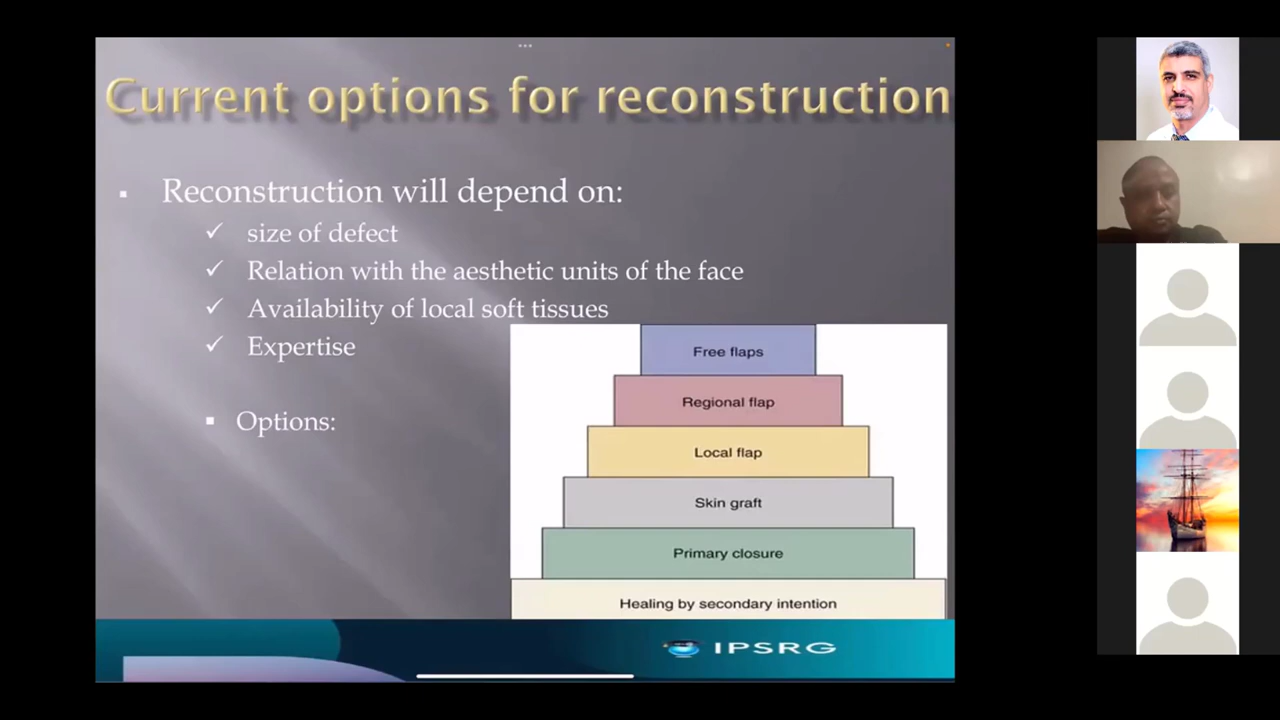 Current options for reconstruction
Reconstruction will depend on:
size of defect
Relation with the aesthetic units of the face
Availability of local soft tissues
Expertise
Options:
Free flaps
Regional flap
Local flap
Skin graft
Primary closure
Healing by secondary intention
IPSRG